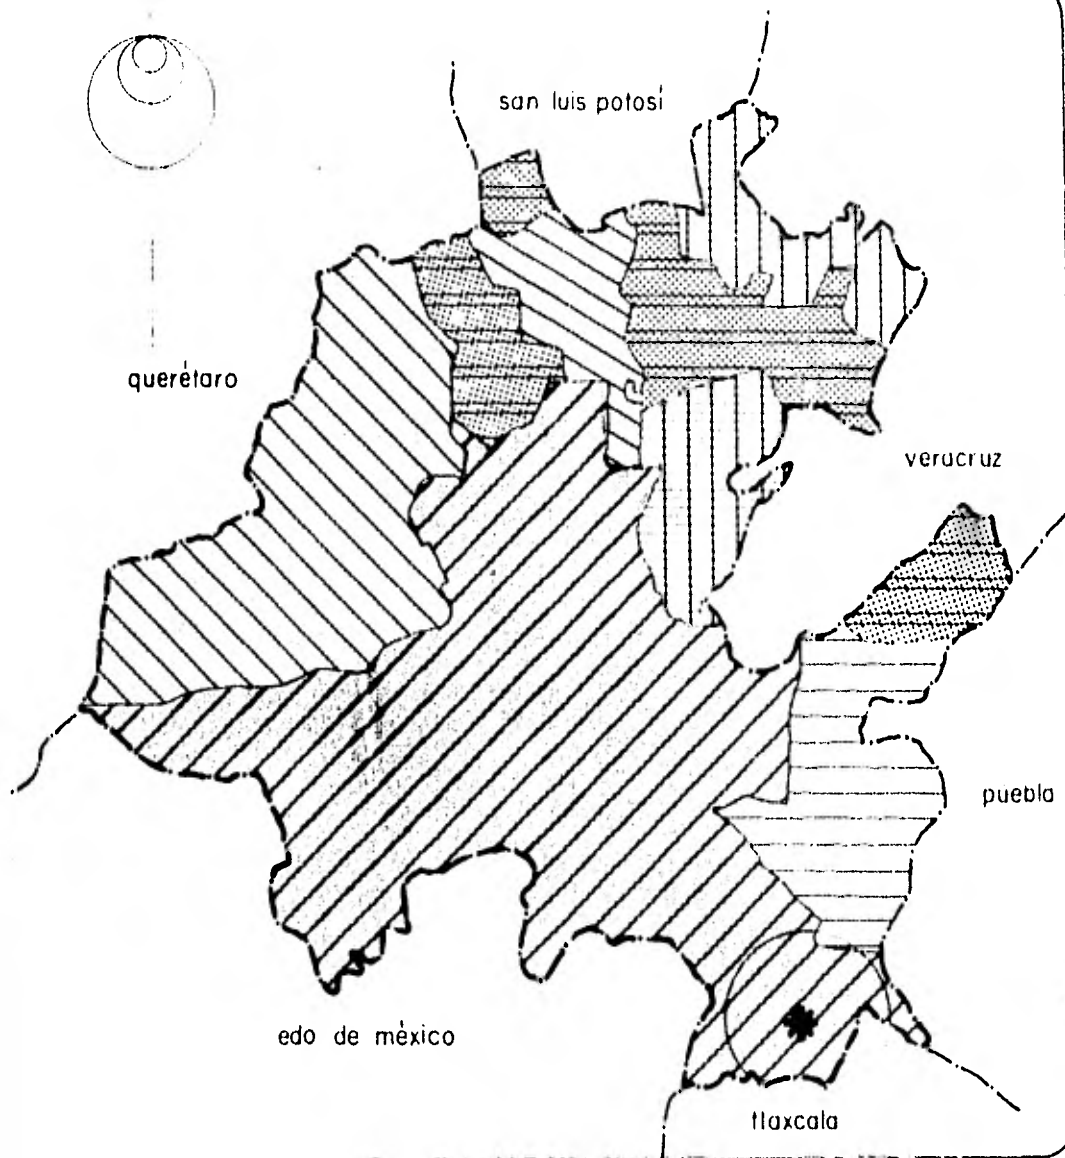 san luis potosí
querétaro
veracruz
puebla
edo de méxico
tlaxcala